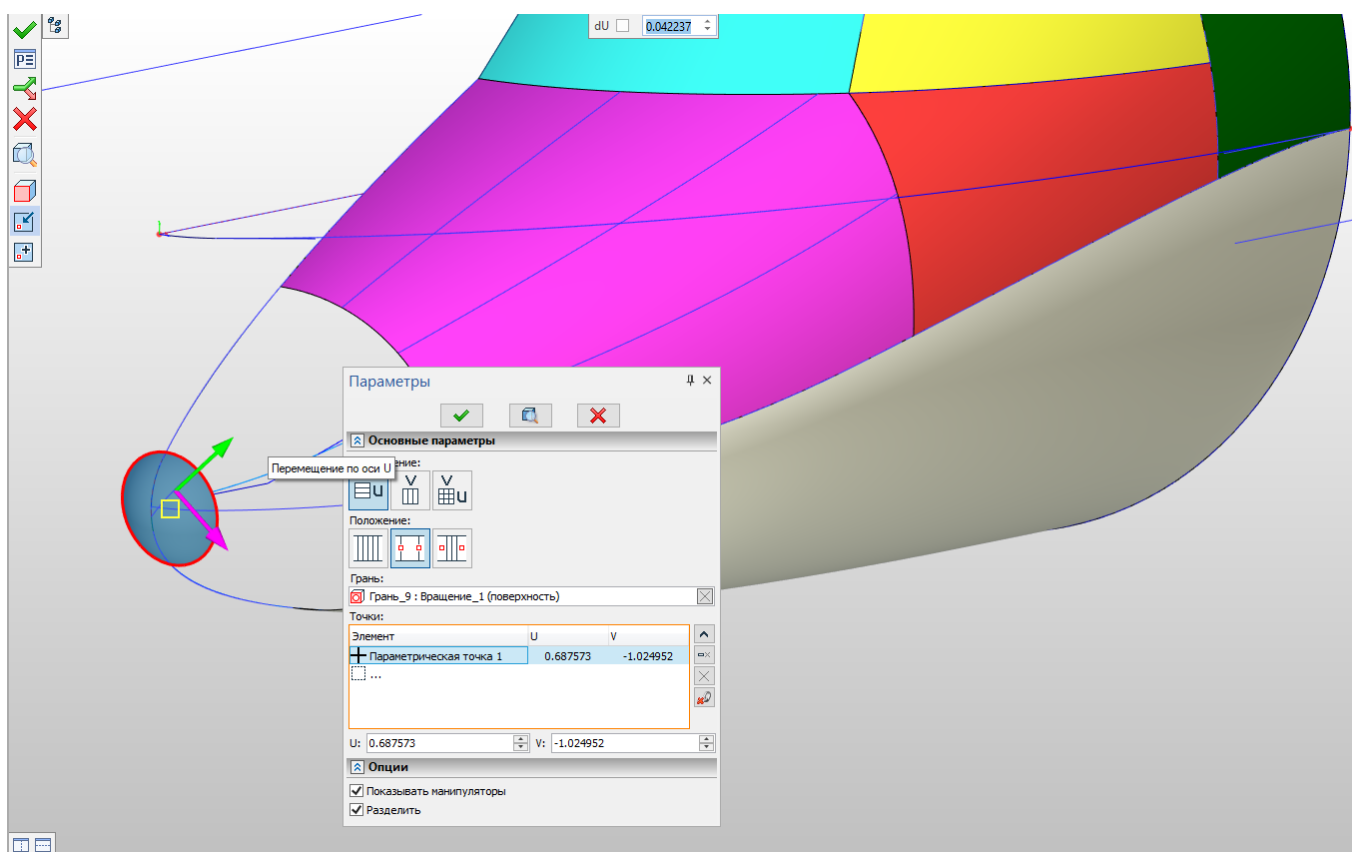 dU 0.042237
Параметры
Основные параметры
ение:
Перемещение по оси U
U V V U
Положение:
Грань:
Грань_9 : Вращение_1 (поверхность)
Точки:
Элемент U V
Параметрическая точка 1 0.687573 -1.024952
...
U: 0.687573 V: -1.024952
Опции
Показывать манипуляторы
Разделить